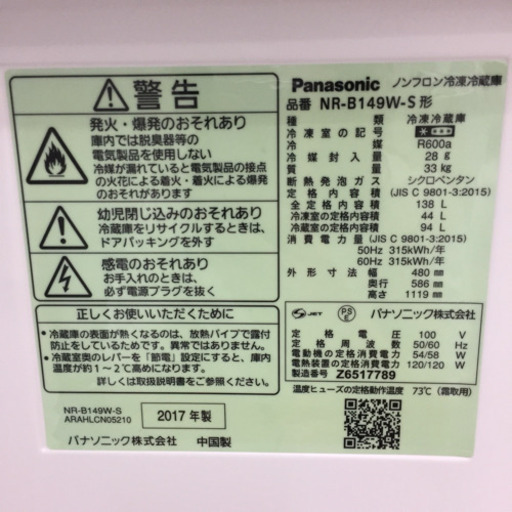 警告
発火・爆発のおそれあり
庫内では脱臭器等の
電気製品を使用しない
冷媒が漏れていると電気製品の接点
の火花による着火・着火による爆発
のおそれがあります
幼児閉じ込みのおそれあり
冷蔵庫をリサイクルするときは、
ドアパッキングを外す
感電のおそれあり
お手入れのときは、
必ず電源プラグを抜く
正しくお使いいただくために
・冷蔵庫の表面が熱くなるのは、放熱パイプで露付
防止をしているためです。異常ではありません。
・冷蔵室奥のレバーを「節電」設定にすると、庫内
温度が約1～2℃高めになります。
詳しくは取扱説明書をご参照ください。
NR-B149W-S
ARAHLCN05210
2017年製
パナソニック株式会社 中国製
Panasonic ノンフロン冷凍冷蔵庫
品番 NR-B149W-S形
種類 冷凍冷蔵庫
冷凍室の記号
冷媒 R600a
冷媒封入量 28g
質量 33kg
断熱発泡ガス シクロペンタン
定格内容積 (JIS C 9801-3:2015)
全定格内容積 138 L
冷凍室の定格内容積 44 L
冷蔵室の定格内容積 94 L
消費電力量 (JIS C 9801-3:2015)
50Hz 315kWh/年
60Hz 315kWh/年
外形寸法 幅 480 mm
奥行 586 mm
高さ 1119 mm
JET PSE パナソニック株式会社
定格電圧 100 V
定格周波数 50/60 Hz
電動機の定格消費電力 54/58 W
電熱装置の定格消費電力 120/120 W
製造番号 Z6517789
温度ヒューズの定格動作温度 73℃(霜取用)